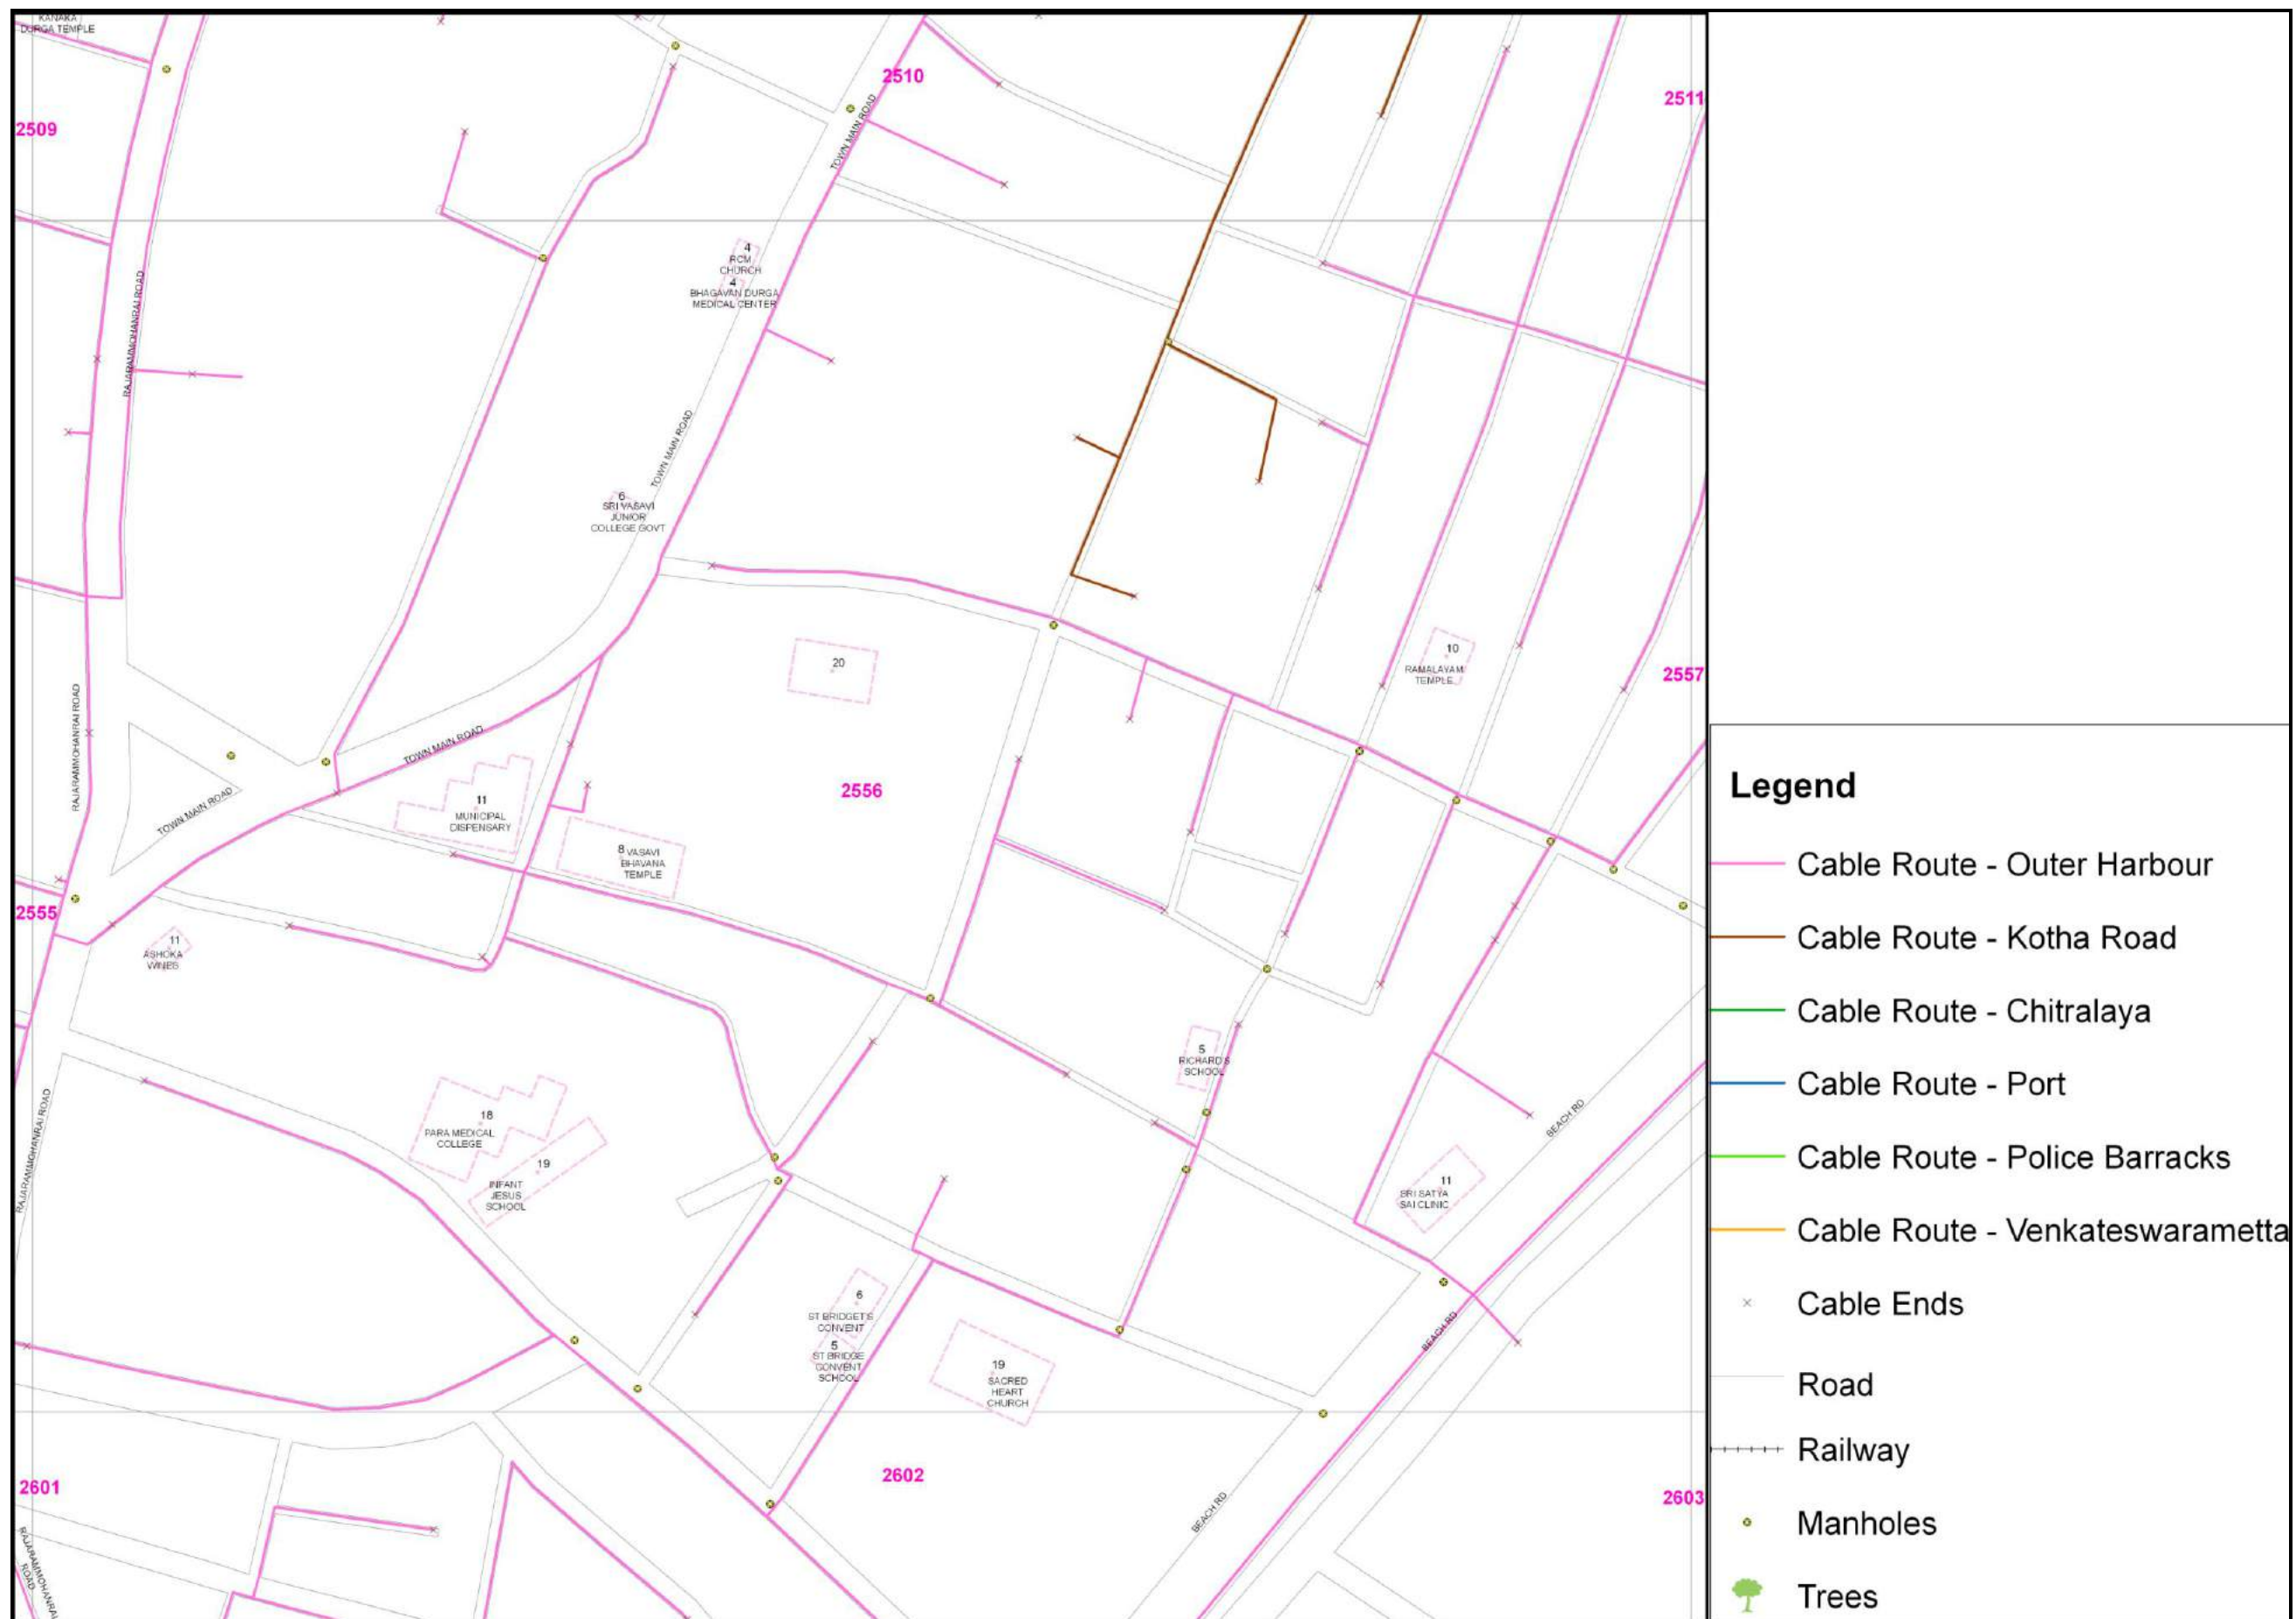 KANAKA
DURGA TEMPLE
2510
2511
2509
TOWN MAIN ROAD
4
RCM
CHURCH
4
BHAGAVAN DURGA
MEDICAL CENTER
RAJARAMMOHANRAI ROAD
TOWN MAIN ROAD
6
SRI VASAVI
JUNIOR
COLLEGE GOVT
10
RAMALAYAM
TEMPLE
20
2557
RAJARAMMOHANRAI ROAD
TOWN MAIN ROAD
TOWN MAIN ROAD
11
MUNICIPAL
DISPENSARY
2556
8 VASAVI
BHAVANA
TEMPLE
2555
11
ASHOKA
WINES
5
RICHARD'S
SCHOOL
RAJARAMMOHANRAI ROAD
18
PARA MEDICAL
COLLEGE
19
INFANT
JESUS
SCHOOL
BEACH RD
11
SRI SATYA
SAI CLINIC
6
ST BRIDGET'S
CONVENT
5
ST BRIDGE
CONVENT
SCHOOL
19
SACRED
HEART
CHURCH
BEACH RD
2601
2602
BEACH RD
2603
RAJARAMMOHANRAI
ROAD
Legend
Cable Route - Outer Harbour
Cable Route - Kotha Road
Cable Route - Chitralaya
Cable Route - Port
Cable Route - Police Barracks
Cable Route - Venkateswarametta
Cable Ends
Road
Railway
Manholes
Trees